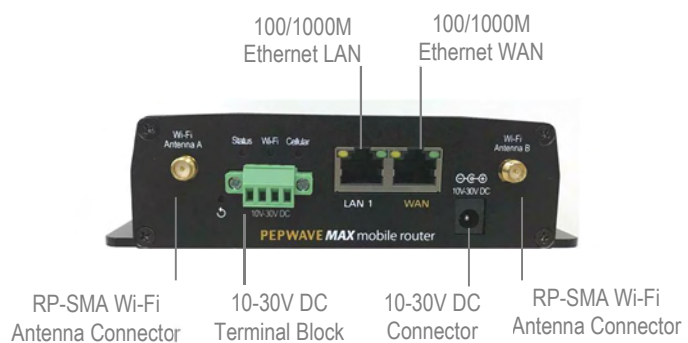 100/1000M
Ethernet LAN
100/1000M
Ethernet WAN
Wi-Fi
Antenna A
Status Wi-Fi Cellular
Wi-Fi
Antenna B
10V-30V DC
LAN 1
WAN
10V-30V DC
PEPWAVE MAX mobile router
RP-SMA Wi-Fi
Antenna Connector
10-30V DC
Terminal Block
10-30V DC
Connector
RP-SMA Wi-Fi
Antenna Connector